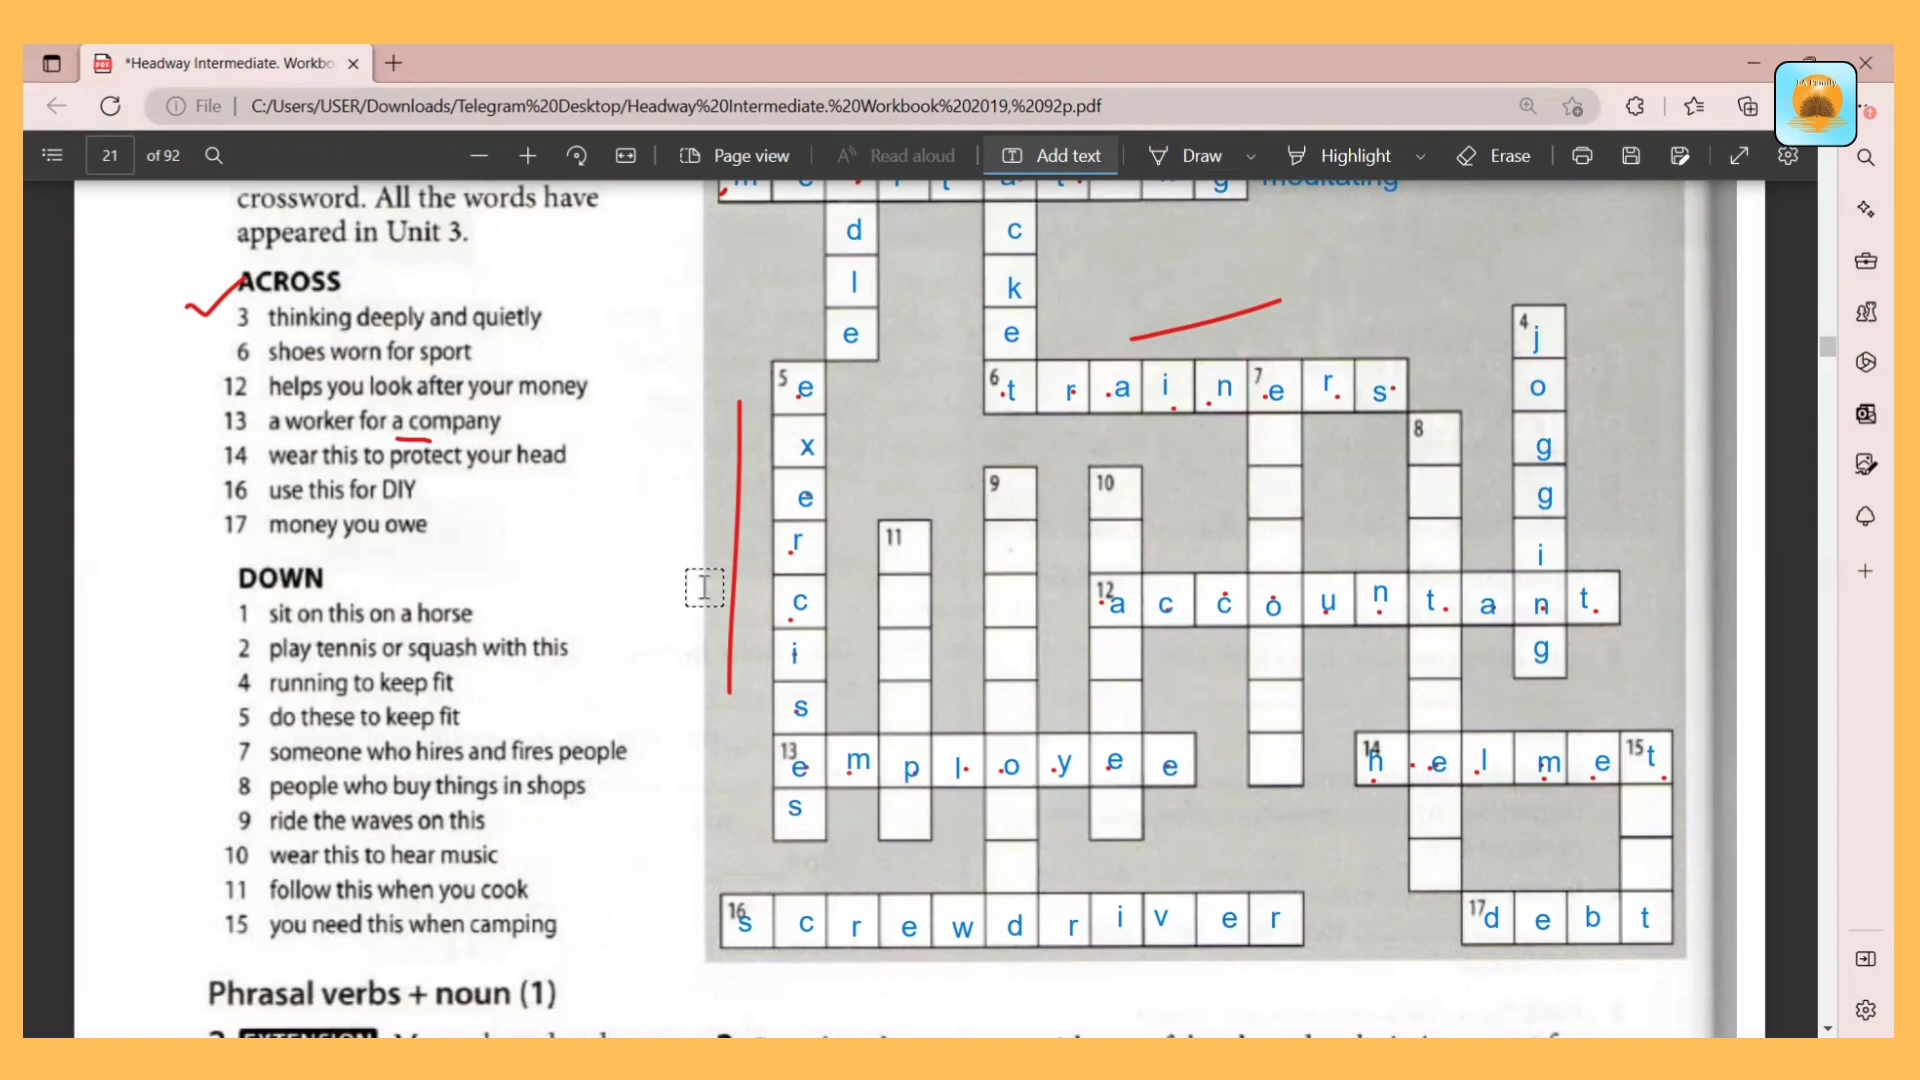 *Headway Intermediate. Workbo
File
C:/Users/USER/Downloads/Telegram%20Desktop/Headway%20Intermediate.%20Workbook%202019,%2092p.pdf
21 of 92
Page view
Read aloud
Add text
Draw
Highlight
Erase
crossword. All the words have
appeared in Unit 3.
ACROSS
3 thinking deeply and quietly
6 shoes worn for sport
12 helps you look after your money
13 a worker for a company
14 wear this to protect your head
16 use this for DIY
17 money you owe
DOWN
1 sit on this on a horse
2 play tennis or squash with this
4 running to keep fit
5 do these to keep fit
7 someone who hires and fires people
8 people who buy things in shops
9 ride the waves on this
10 wear this to hear music
11 follow this when you cook
15 you need this when camping
Phrasal verbs + noun (1)
EXTENSION
meditating
d c
l k
e e
4 j
5 e 6 t r a i n 7 e r s o
x 8 g
e 9 10 g
r 11 i
c 12 a c c o u n t a n t
i g
s
13 e m p l o y e e 14 h e l m e 15 t
s
16 s c r e w d r i v e r 17 d e b t